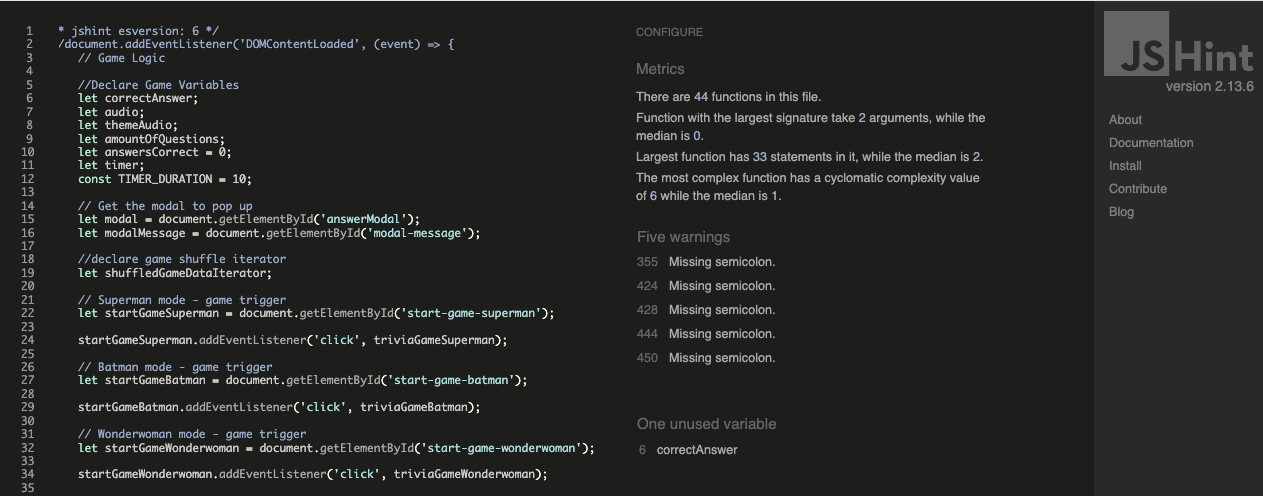 1 * jshint esversion: 6 */
2 /document.addEventListener('DOMContentLoaded', (event) => {
3 // Game Logic
4
5 //Declare Game Variables
6 let correctAnswer;
7 let audio;
8 let themeAudio;
9 let amountOfQuestions;
10 let answersCorrect = 0;
11 let timer;
12 const TIMER_DURATION = 10;
13
14 // Get the modal to pop up
15 let modal = document.getElementById('answerModal');
16 let modalMessage = document.getElementById('modal-message');
17
18 //declare game shuffle iterator
19 let shuffledGameDataIterator;
20
21 // Superman mode - game trigger
22 let startGameSuperman = document.getElementById('start-game-superman');
23
24 startGameSuperman.addEventListener('click', triviaGameSuperman);
25
26 // Batman mode - game trigger
27 let startGameBatman = document.getElementById('start-game-batman');
28
29 startGameBatman.addEventListener('click', triviaGameBatman);
30
31 // Wonderwoman mode - game trigger
32 let startGameWonderwoman = document.getElementById('start-game-wonderwoman');
33
34 startGameWonderwoman.addEventListener('click', triviaGameWonderwoman);
35
CONFIGURE
Metrics
There are 44 functions in this file.
Function with the largest signature take 2 arguments, while the
median is 0.
Largest function has 33 statements in it, while the median is 2.
The most complex function has a cyclomatic complexity value
of 6 while the median is 1.
Five warnings
355 Missing semicolon.
424 Missing semicolon.
428 Missing semicolon.
444 Missing semicolon.
450 Missing semicolon.
One unused variable
6 correctAnswer
JSHint
version 2.13.6
About
Documentation
Install
Contribute
Blog